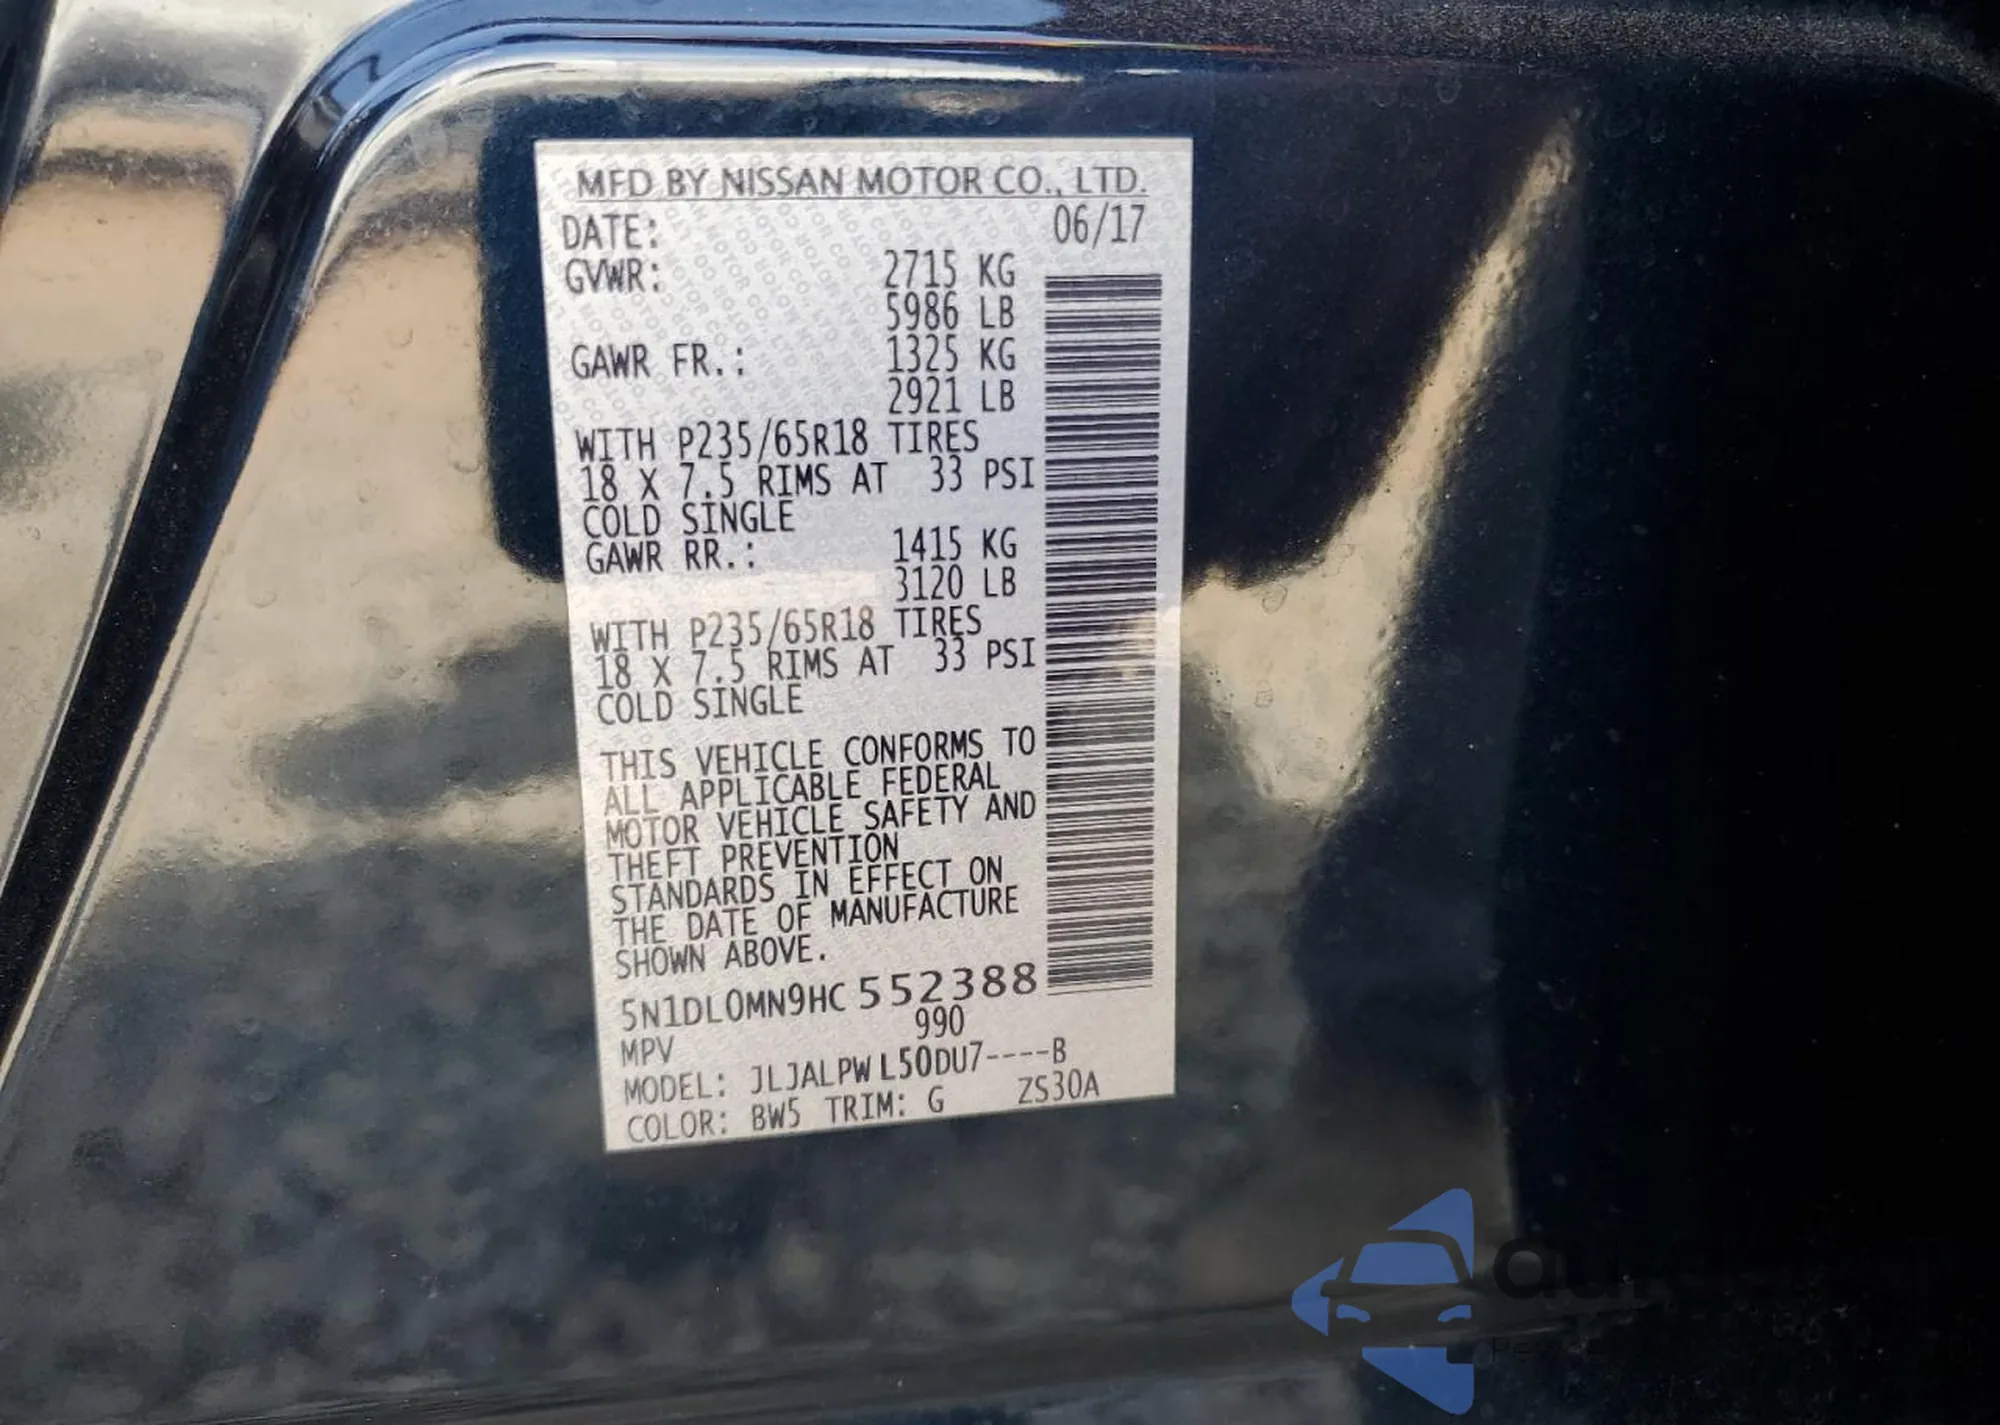 MFD BY NISSAN MOTOR CO., LTD.
DATE: 06/17
GVWR: 2715 KG
5986 LB
GAWR FR.: 1325 KG
2921 LB
WITH P235/65R18 TIRES
18 X 7.5 RIMS AT 33 PSI
COLD SINGLE
GAWR RR.: 1415 KG
3120 LB
WITH P235/65R18 TIRES
18 X 7.5 RIMS AT 33 PSI
COLD SINGLE
THIS VEHICLE CONFORMS TO
ALL APPLICABLE FEDERAL
MOTOR VEHICLE SAFETY AND
THEFT PREVENTION
STANDARDS IN EFFECT ON
THE DATE OF MANUFACTURE
SHOWN ABOVE.
5N1DL0MN9HC552388
990
MPV
MODEL: JLJALPWL50DU7----B
COLOR: BW5 TRIM: G ZS30A